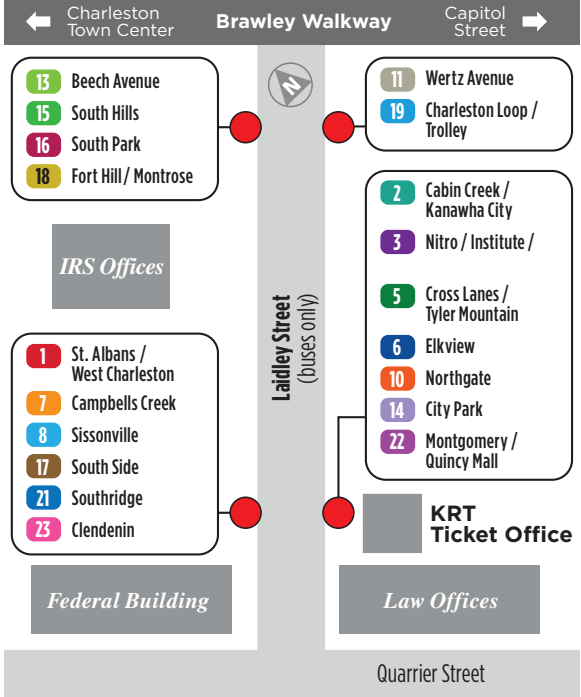 Charleston
Town Center
Brawley Walkway
Capitol
Street
N
13 Beech Avenue
15 South Hills
16 South Park
18 Fort Hill / Montrose
11 Wertz Avenue
19 Charleston Loop /
Trolley
2 Cabin Creek /
Kanawha City
3 Nitro / Institute /
5 Cross Lanes /
Tyler Mountain
6 Elkview
10 Northgate
14 City Park
22 Montgomery /
Quincy Mall
IRS Offices
Laidley Street
(buses only)
1 St. Albans /
West Charleston
7 Campbells Creek
8 Sissonville
17 South Side
21 Southridge
23 Clendenin
KRT
Ticket Office
Federal Building
Law Offices
Quarrier Street